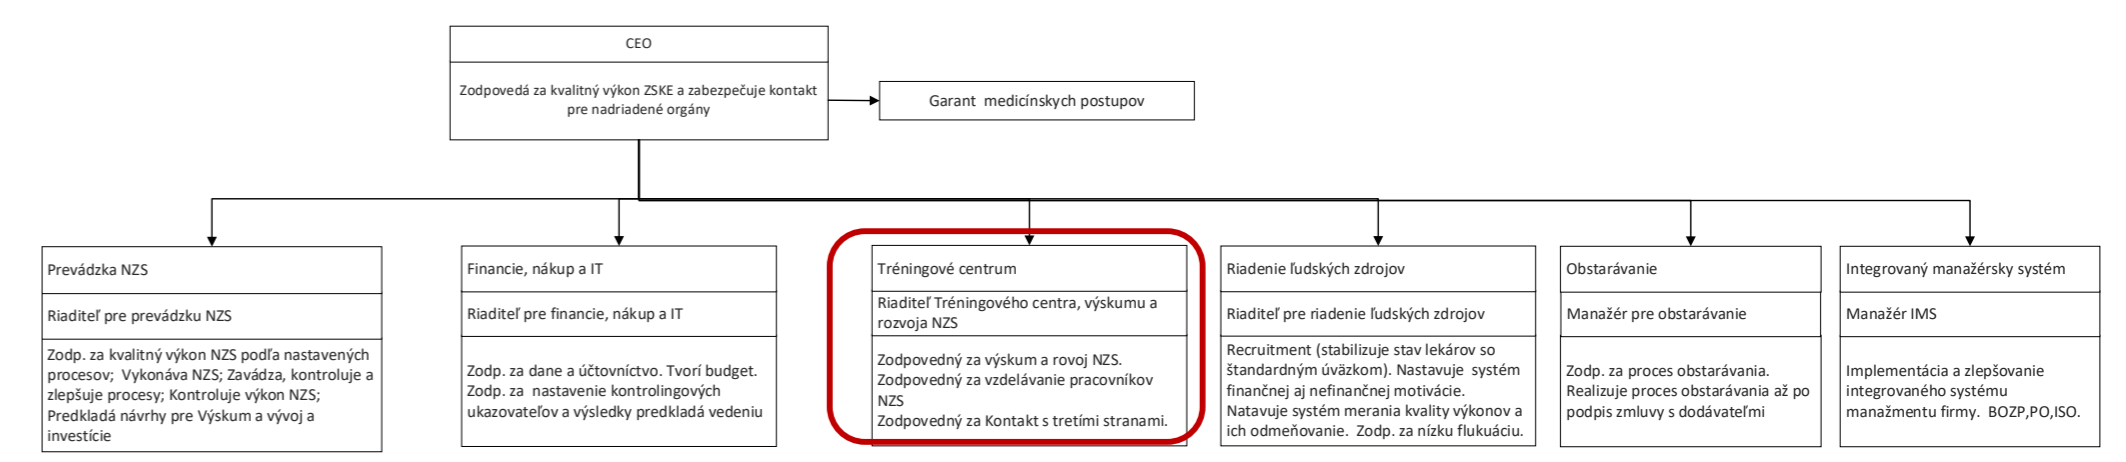 CEO
Zodpovedá za kvalitný výkon ZSKE a zabezpečuje kontakt
pre nadriadené orgány
Garant  medicínskych postupov
Prevádzka NZS
Riaditeľ pre prevádzku NZS
Zodp. za kvalitný výkon NZS podľa nastavených
procesov;  Vykonáva NZS; Zavádza, kontroluje a
zlepšuje procesy; Kontroluje výkon NZS;
Predkladá návrhy pre Výskum a vývoj a
investície
Financie, nákup a IT
Riaditeľ pre financie, nákup a IT
Zodp. za dane a účtovníctvo. Tvorí budget.
Zodp. za  nastavenie kontrolingových
ukazovateľov a výsledky predkladá vedeniu
Tréningové centrum
Riaditeľ Tréningového centra, výskumu a
rozvoja NZS
Zodpovedný za výskum a rovoj NZS.
Zodpovedný za vzdelávanie pracovníkov
NZS
Zodpovedný za Kontakt s tretími stranami.
Riadenie ľudských zdrojov
Riaditeľ pre riadenie ľudských zdrojov
Recruitment (stabilizuje stav lekárov so
štandardným úväzkom). Nastavuje  systém
finančnej aj nefinančnej motivácie.
Natavuje systém merania kvality výkonov a
ich odmeňovanie.  Zodp. za nízku flukuáciu.
Obstarávanie
Manažér pre obstarávanie
Zodp. za proces obstarávania.
Realizuje proces obstarávania až po
podpis zmluvy s dodávateľmi
Integrovaný manažérsky systém
Manažér IMS
Implementácia a zlepšovanie
integrovaného systému
manažmentu firmy.  BOZP,PO,ISO.